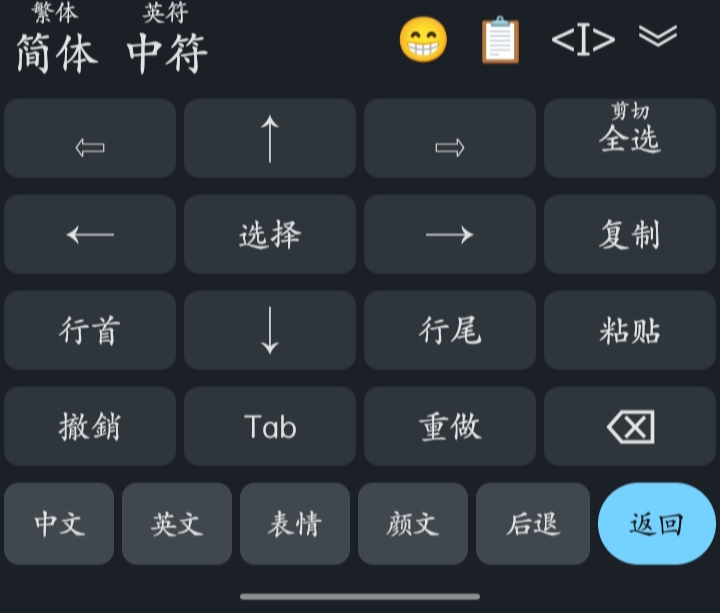 繁体 英符
简体 中符 😁 📋 <I>
⇦ ↑ ⇨ 剪切 全选
← 选择 → 复制
行首 ↓ 行尾 粘贴
撤銷 Tab 重做 ⌫
中文 英文 表情 颜文 后退 返回